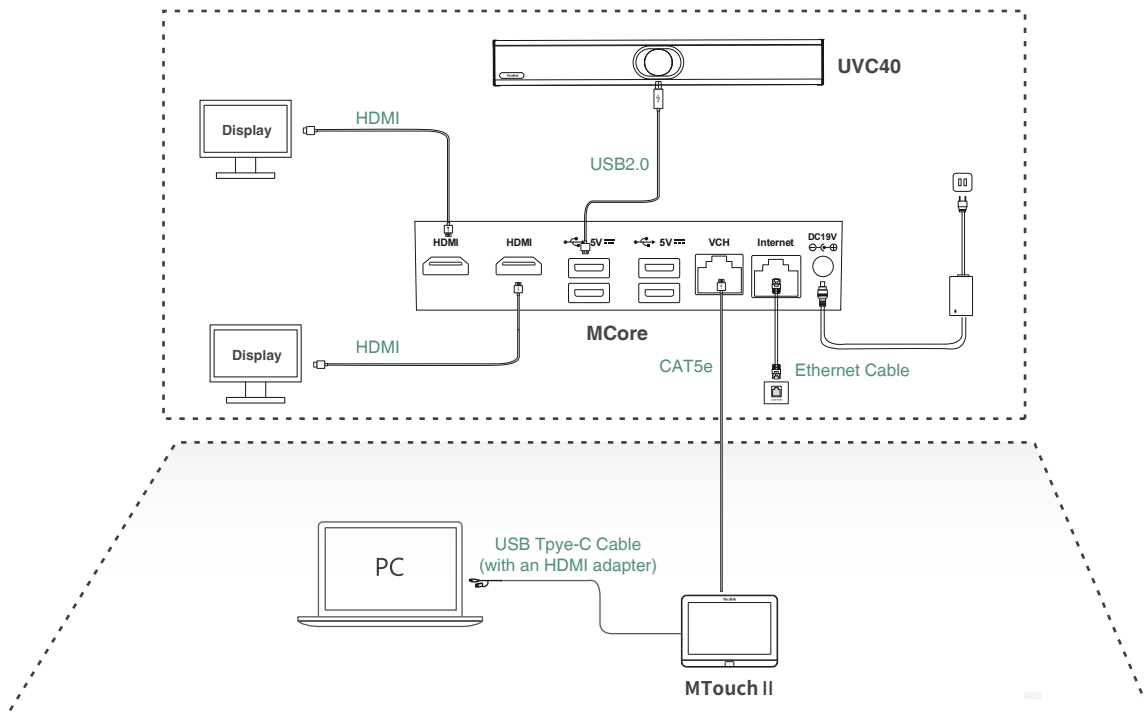 UVC40
Display
HDMI
USB2.0
HDMI
HDMI
5V
5V
VCH
Internet
DC19V
MCore
Display
HDMI
CAT5e
Ethernet Cable
PC
USB Tpye-C Cable
(with an HDMI adapter)
Yealink
MTouch II